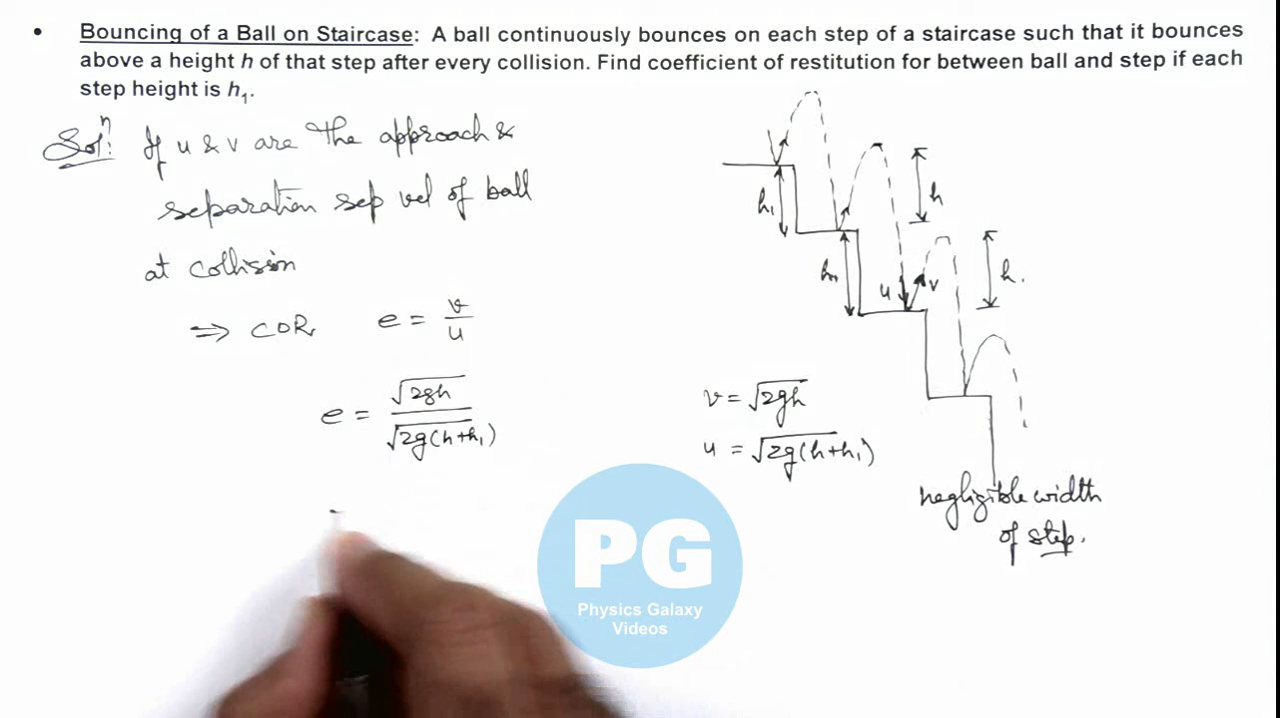 • Bouncing of a Ball on Staircase: A ball continuously bounces on each step of a staircase such that it bounces
above a height h of that step after every collision. Find coefficient of restitution for between ball and step if each
step height is h₁.
Solⁿ: If u & v are the approach &
separation sep vel of ball
at collision
⇒ COR e = v/u
e = √2gh / √2g(h+h₁)
h₁
h₁
h
h.
u
v
v = √2gh
u = √2g(h+h₁)
negligible width
of step.
PG
Physics Galaxy
Videos